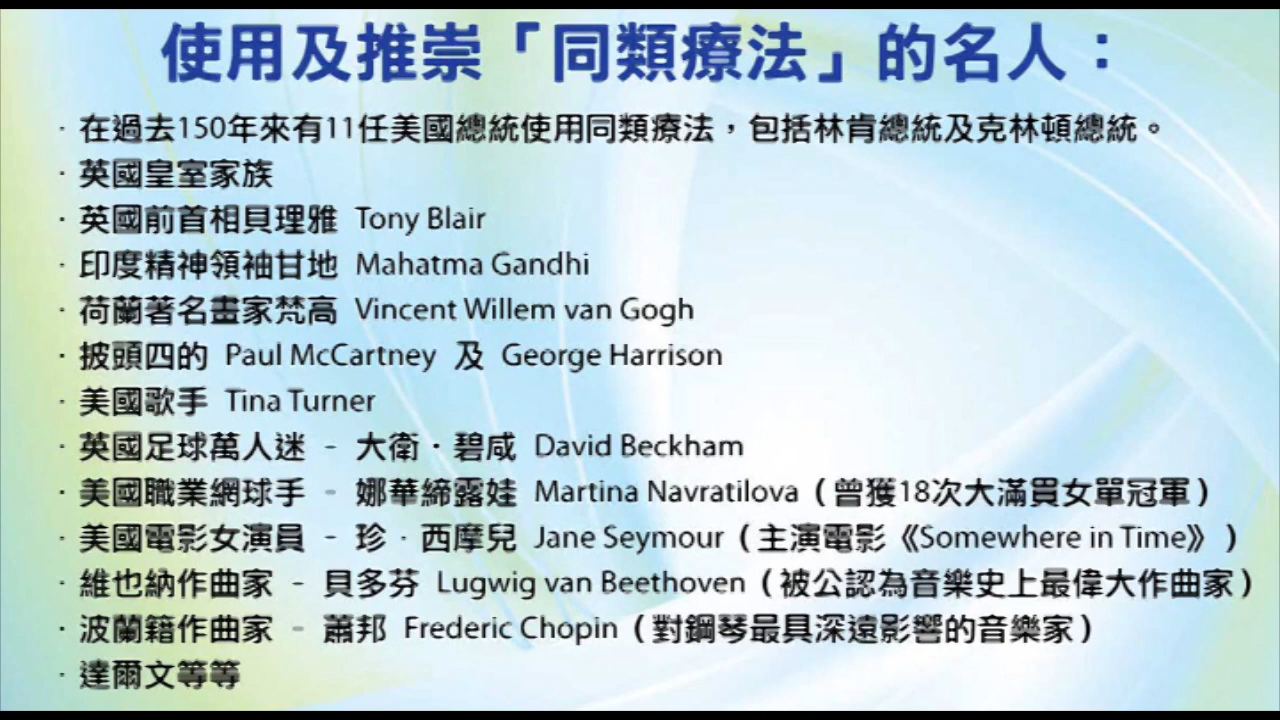 使用及推崇「同類療法」的名人：
· 在過去150年來有11任美國總統使用同類療法，包括林肯總統及克林頓總統。
· 英國皇室家族
· 英國前首相貝理雅 Tony Blair
· 印度精神領袖甘地 Mahatma Gandhi
· 荷蘭著名畫家梵高 Vincent Willem van Gogh
· 披頭四的 Paul McCartney 及 George Harrison
· 美國歌手 Tina Turner
· 英國足球萬人迷 - 大衛·碧咸 David Beckham
· 美國職業網球手 - 娜華締露娃 Martina Navratilova（曾獲18次大滿貫女單冠軍）
· 美國電影女演員 - 珍·西摩兒 Jane Seymour（主演電影《Somewhere in Time》）
· 維也納作曲家 - 貝多芬 Lugwig van Beethoven（被公認為音樂史上最偉大作曲家）
· 波蘭籍作曲家 - 蕭邦 Frederic Chopin（對鋼琴最具深遠影響的音樂家）
· 達爾文等等